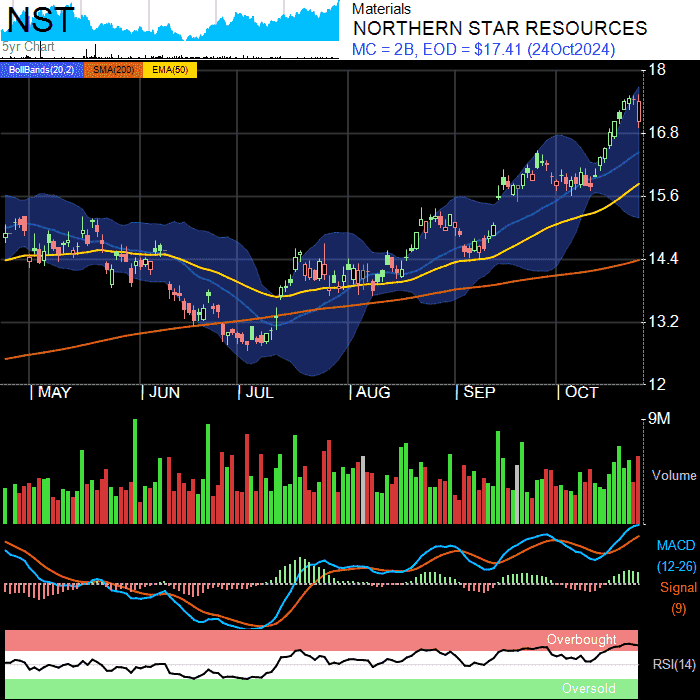 NST
5yr Chart
Materials
NORTHERN STAR RESOURCES
MC = 2B, EOD = $17.41 (24Oct2024)
BollBands(20,2) SMA(200) EMA(50)
18
16.8
15.6
14.4
13.2
12
| MAY | JUN | JUL | AUG | SEP | OCT
9M
Volume
MACD
(12-26)
Signal
(9)
Overbought
RSI(14)
Oversold